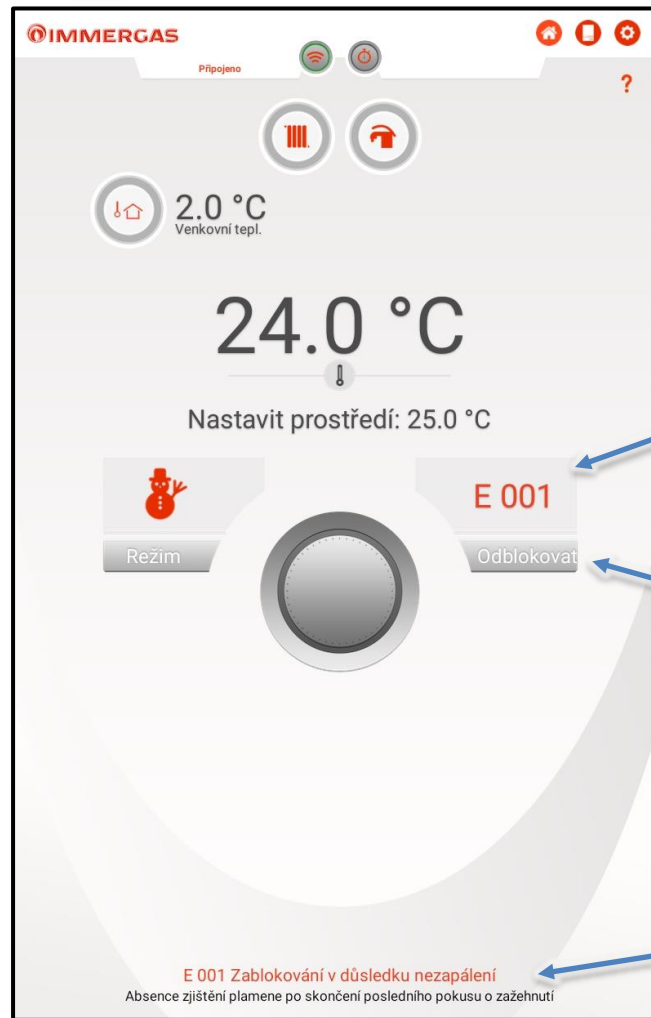 IMMERGAS
Připojeno
?
2.0 °C
Venkovní tepl.
24.0 °C
Nastavit prostředí: 25.0 °C
E 001
Režim
Odblokovat
E 001 Zablokování v důsledku nezapálení
Absence zjištění plamene po skončení posledního pokusu o zažehnutí